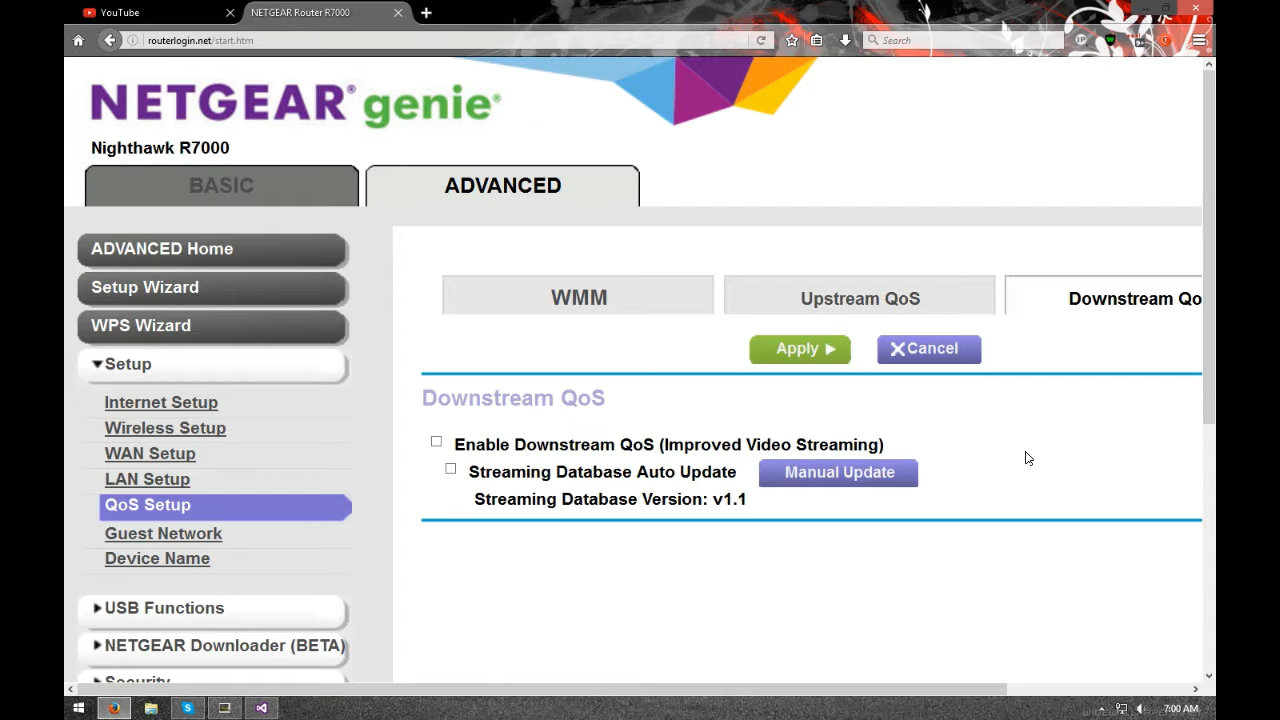 YouTube
NETGEAR Router R7000
routerlogin.net/start.htm
Search
NETGEAR® genie®
Nighthawk R7000
BASIC
ADVANCED
ADVANCED Home
Setup Wizard
WPS Wizard
Setup
Internet Setup
Wireless Setup
WAN Setup
LAN Setup
QoS Setup
Guest Network
Device Name
USB Functions
NETGEAR Downloader (BETA)
Security
WMM
Upstream QoS
Downstream Qo
Apply
Cancel
Downstream QoS
Enable Downstream QoS (Improved Video Streaming)
Streaming Database Auto Update
Manual Update
Streaming Database Version: v1.1
7:00 AM